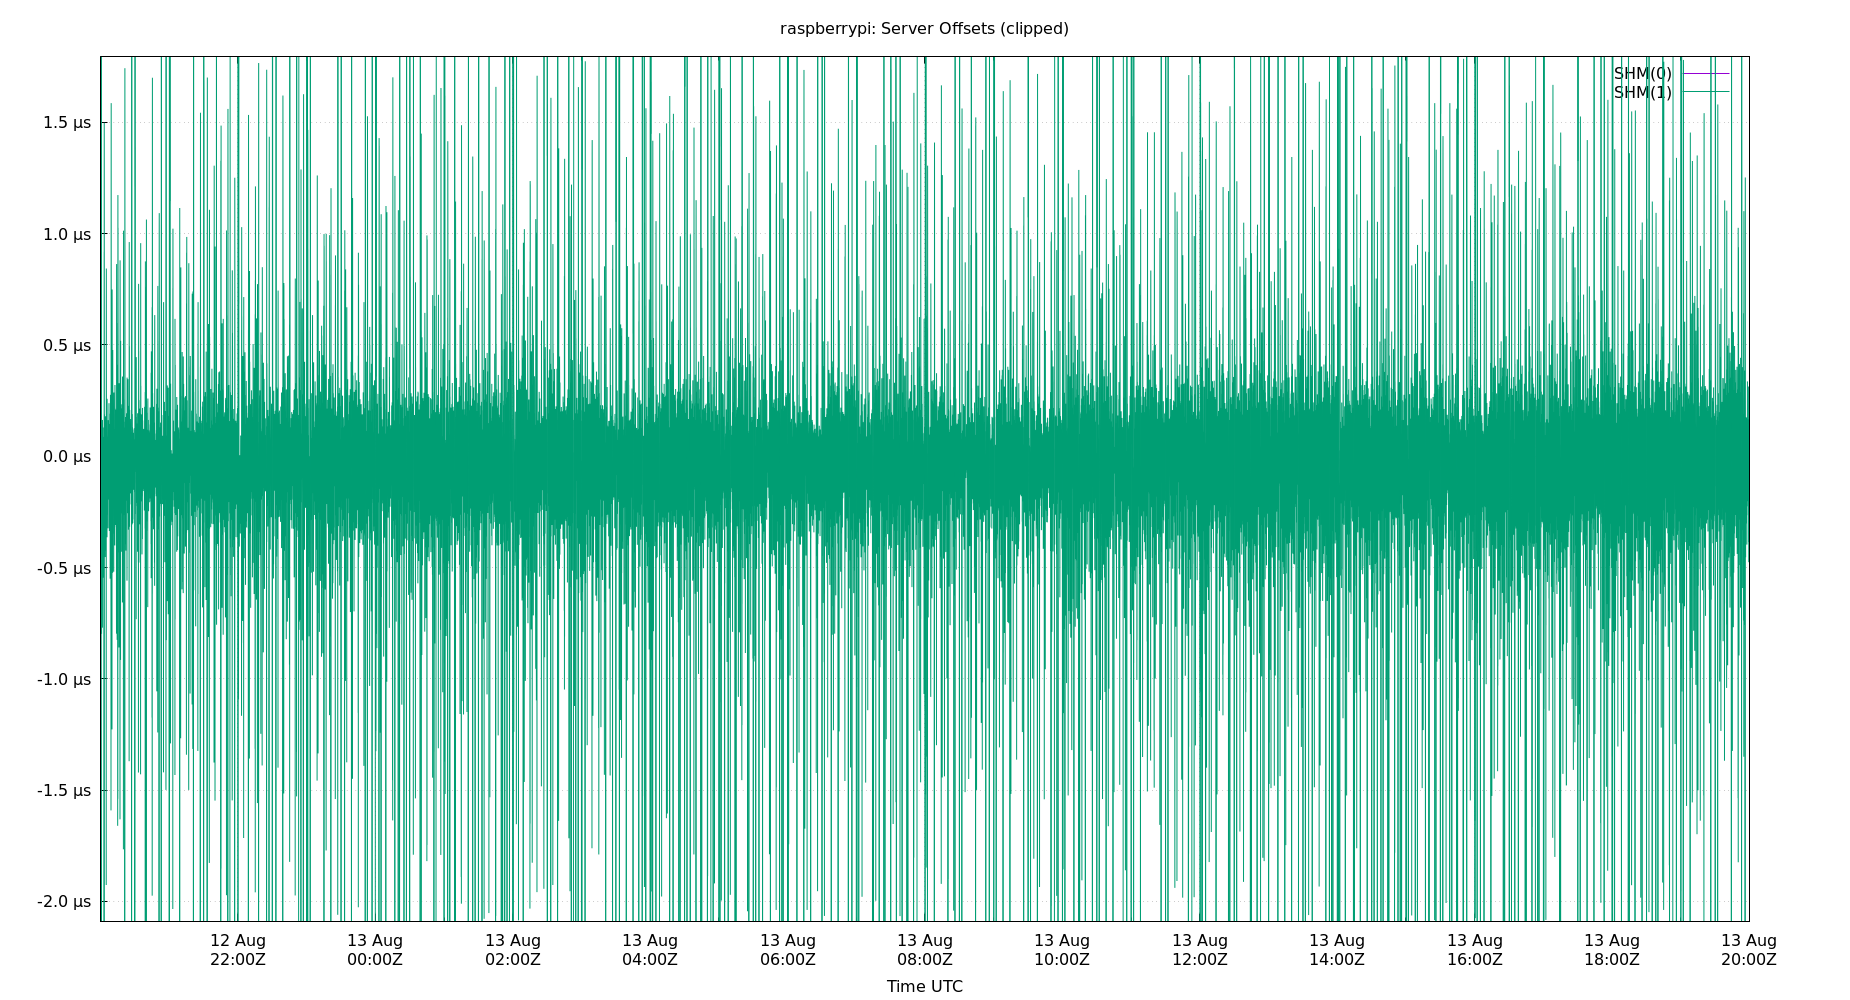 raspberrypi: Server Offsets (clipped)
SHM(0)
SHM(1)
1.5 µs
1.0 µs
0.5 µs
0.0 µs
-0.5 µs
-1.0 µs
-1.5 µs
-2.0 µs
12 Aug 13 Aug 13 Aug 13 Aug 13 Aug 13 Aug 13 Aug 13 Aug 13 Aug 13 Aug 13 Aug 13 Aug
22:00Z 00:00Z 02:00Z 04:00Z 06:00Z 08:00Z 10:00Z 12:00Z 14:00Z 16:00Z 18:00Z 20:00Z
Time UTC